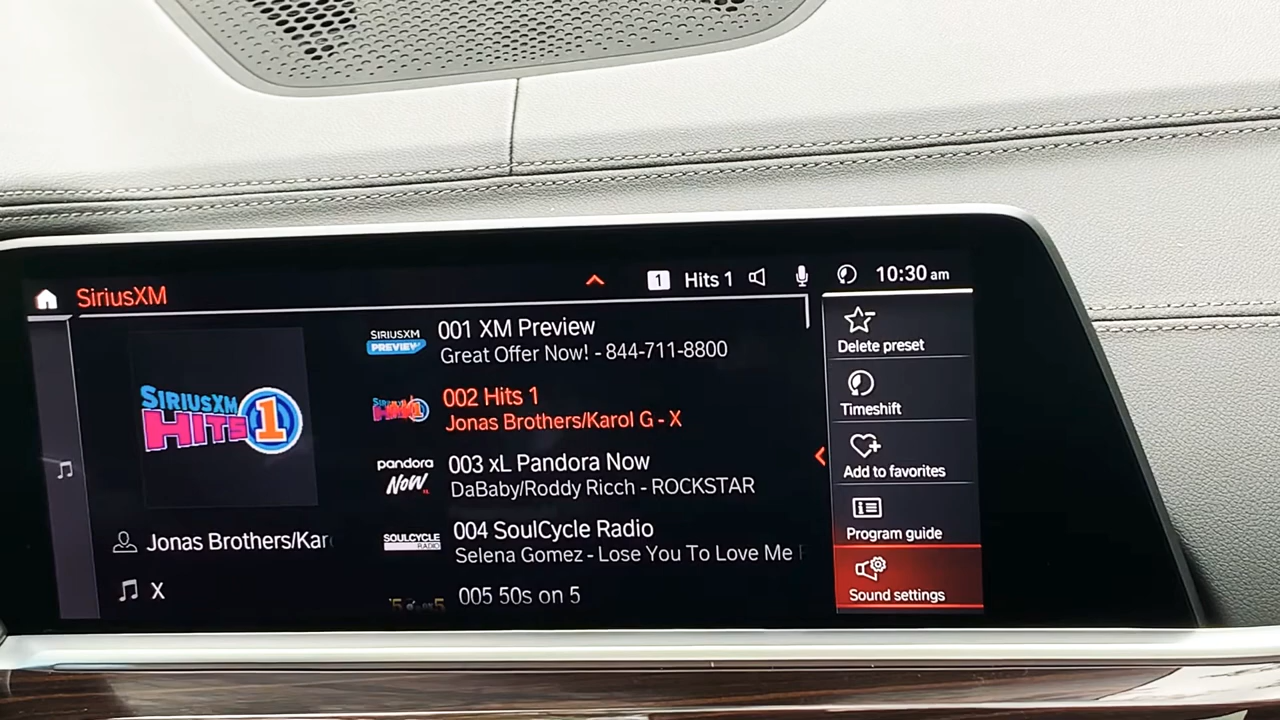 SiriusXM
1 Hits 1
10:30 am
SIRIUSXM
HITS 1
Jonas Brothers/Kar
X
SIRIUSXM
PREVIEW
001 XM Preview
Great Offer Now! - 844-711-8800
002 Hits 1
Jonas Brothers/Karol G - X
pandora
NOW
003 xL Pandora Now
DaBaby/Roddy Ricch - ROCKSTAR
SOULCYCLE
RADIO
004 SoulCycle Radio
Selena Gomez - Lose You To Love Me
005 50s on 5
Delete preset
Timeshift
Add to favorites
Program guide
Sound settings